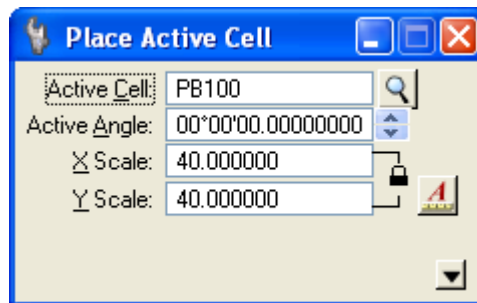 Place Active Cell
Active Cell: PB100
Active Angle: 00°00'00.00000000
X Scale: 40.000000
Y Scale: 40.000000
A